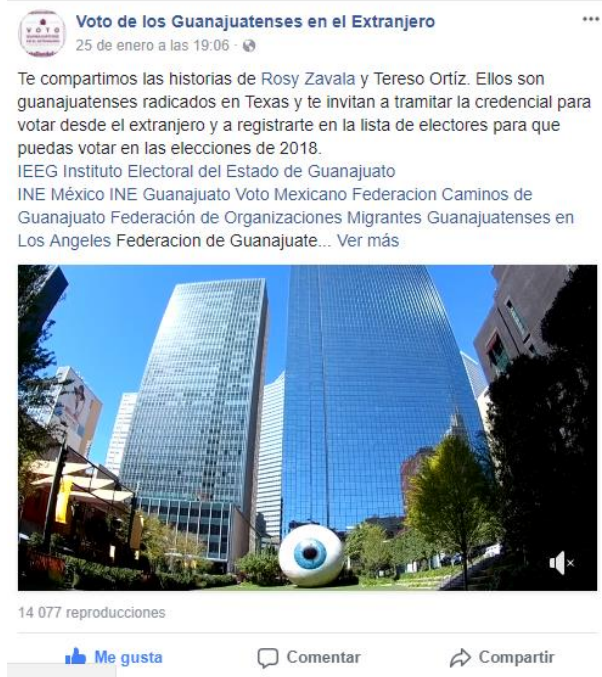 VOTO
Voto de los Guanajuatenses en el Extranjero
25 de enero a las 19:06 ·
Te compartimos las historias de Rosy Zavala y Tereso Ortíz. Ellos son
guanajuatenses radicados en Texas y te invitan a tramitar la credencial para
votar desde el extranjero y a registrarte en la lista de electores para que
puedas votar en las elecciones de 2018.
IEEG Instituto Electoral del Estado de Guanajuato
INE México INE Guanajuato Voto Mexicano Federacion Caminos de
Guanajuato Federación de Organizaciones Migrantes Guanajuatenses en
Los Angeles Federacion de Guanajuate... Ver más
14 077 reproducciones
Me gusta Comentar Compartir